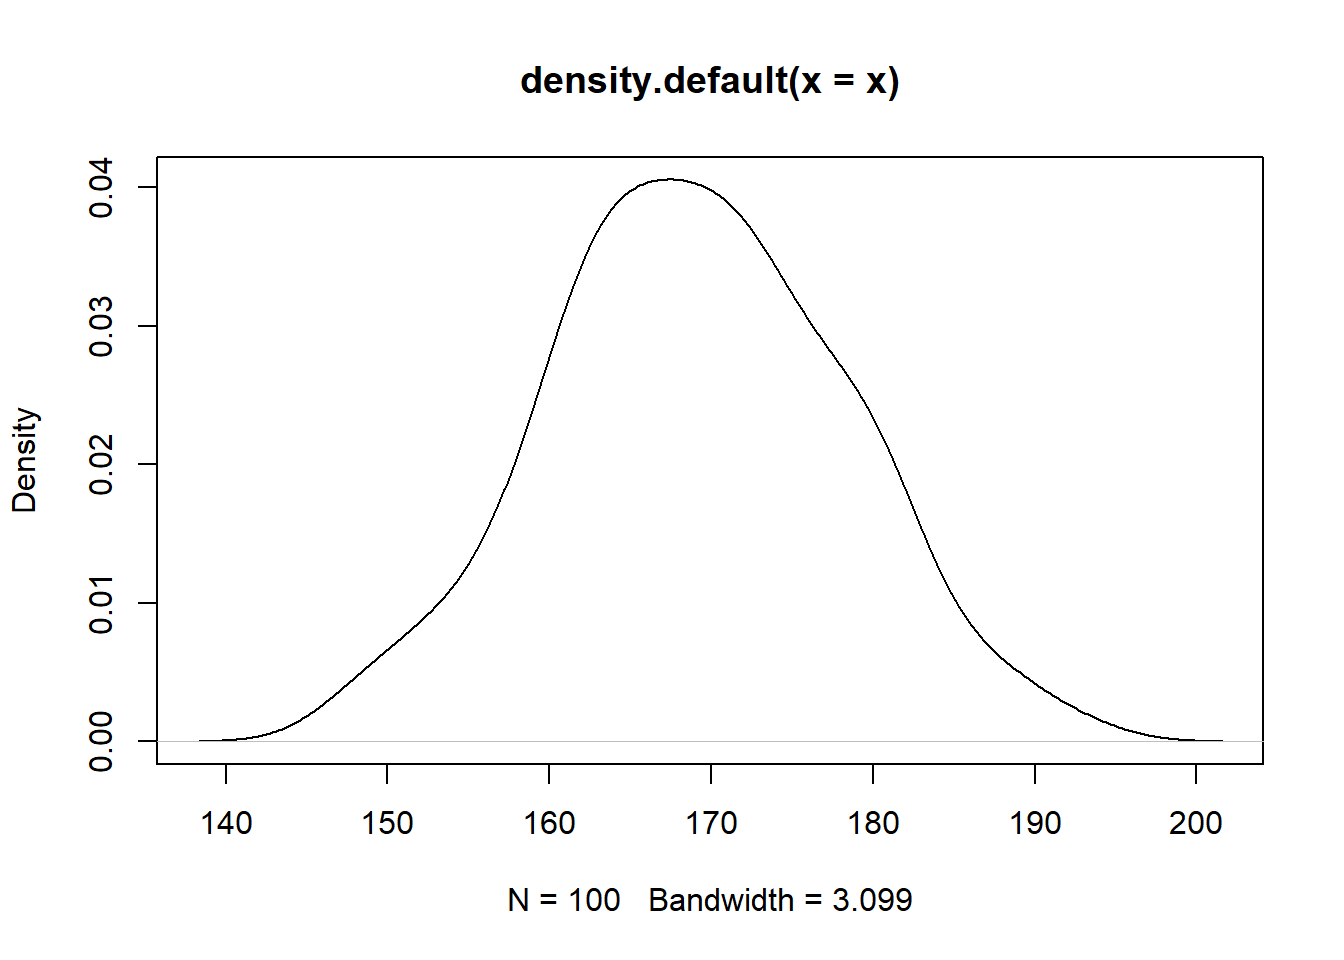 density.default(x = x)
Density
0.04
0.03
0.02
0.01
0.00
140 150 160 170 180 190 200
N = 100   Bandwidth = 3.099